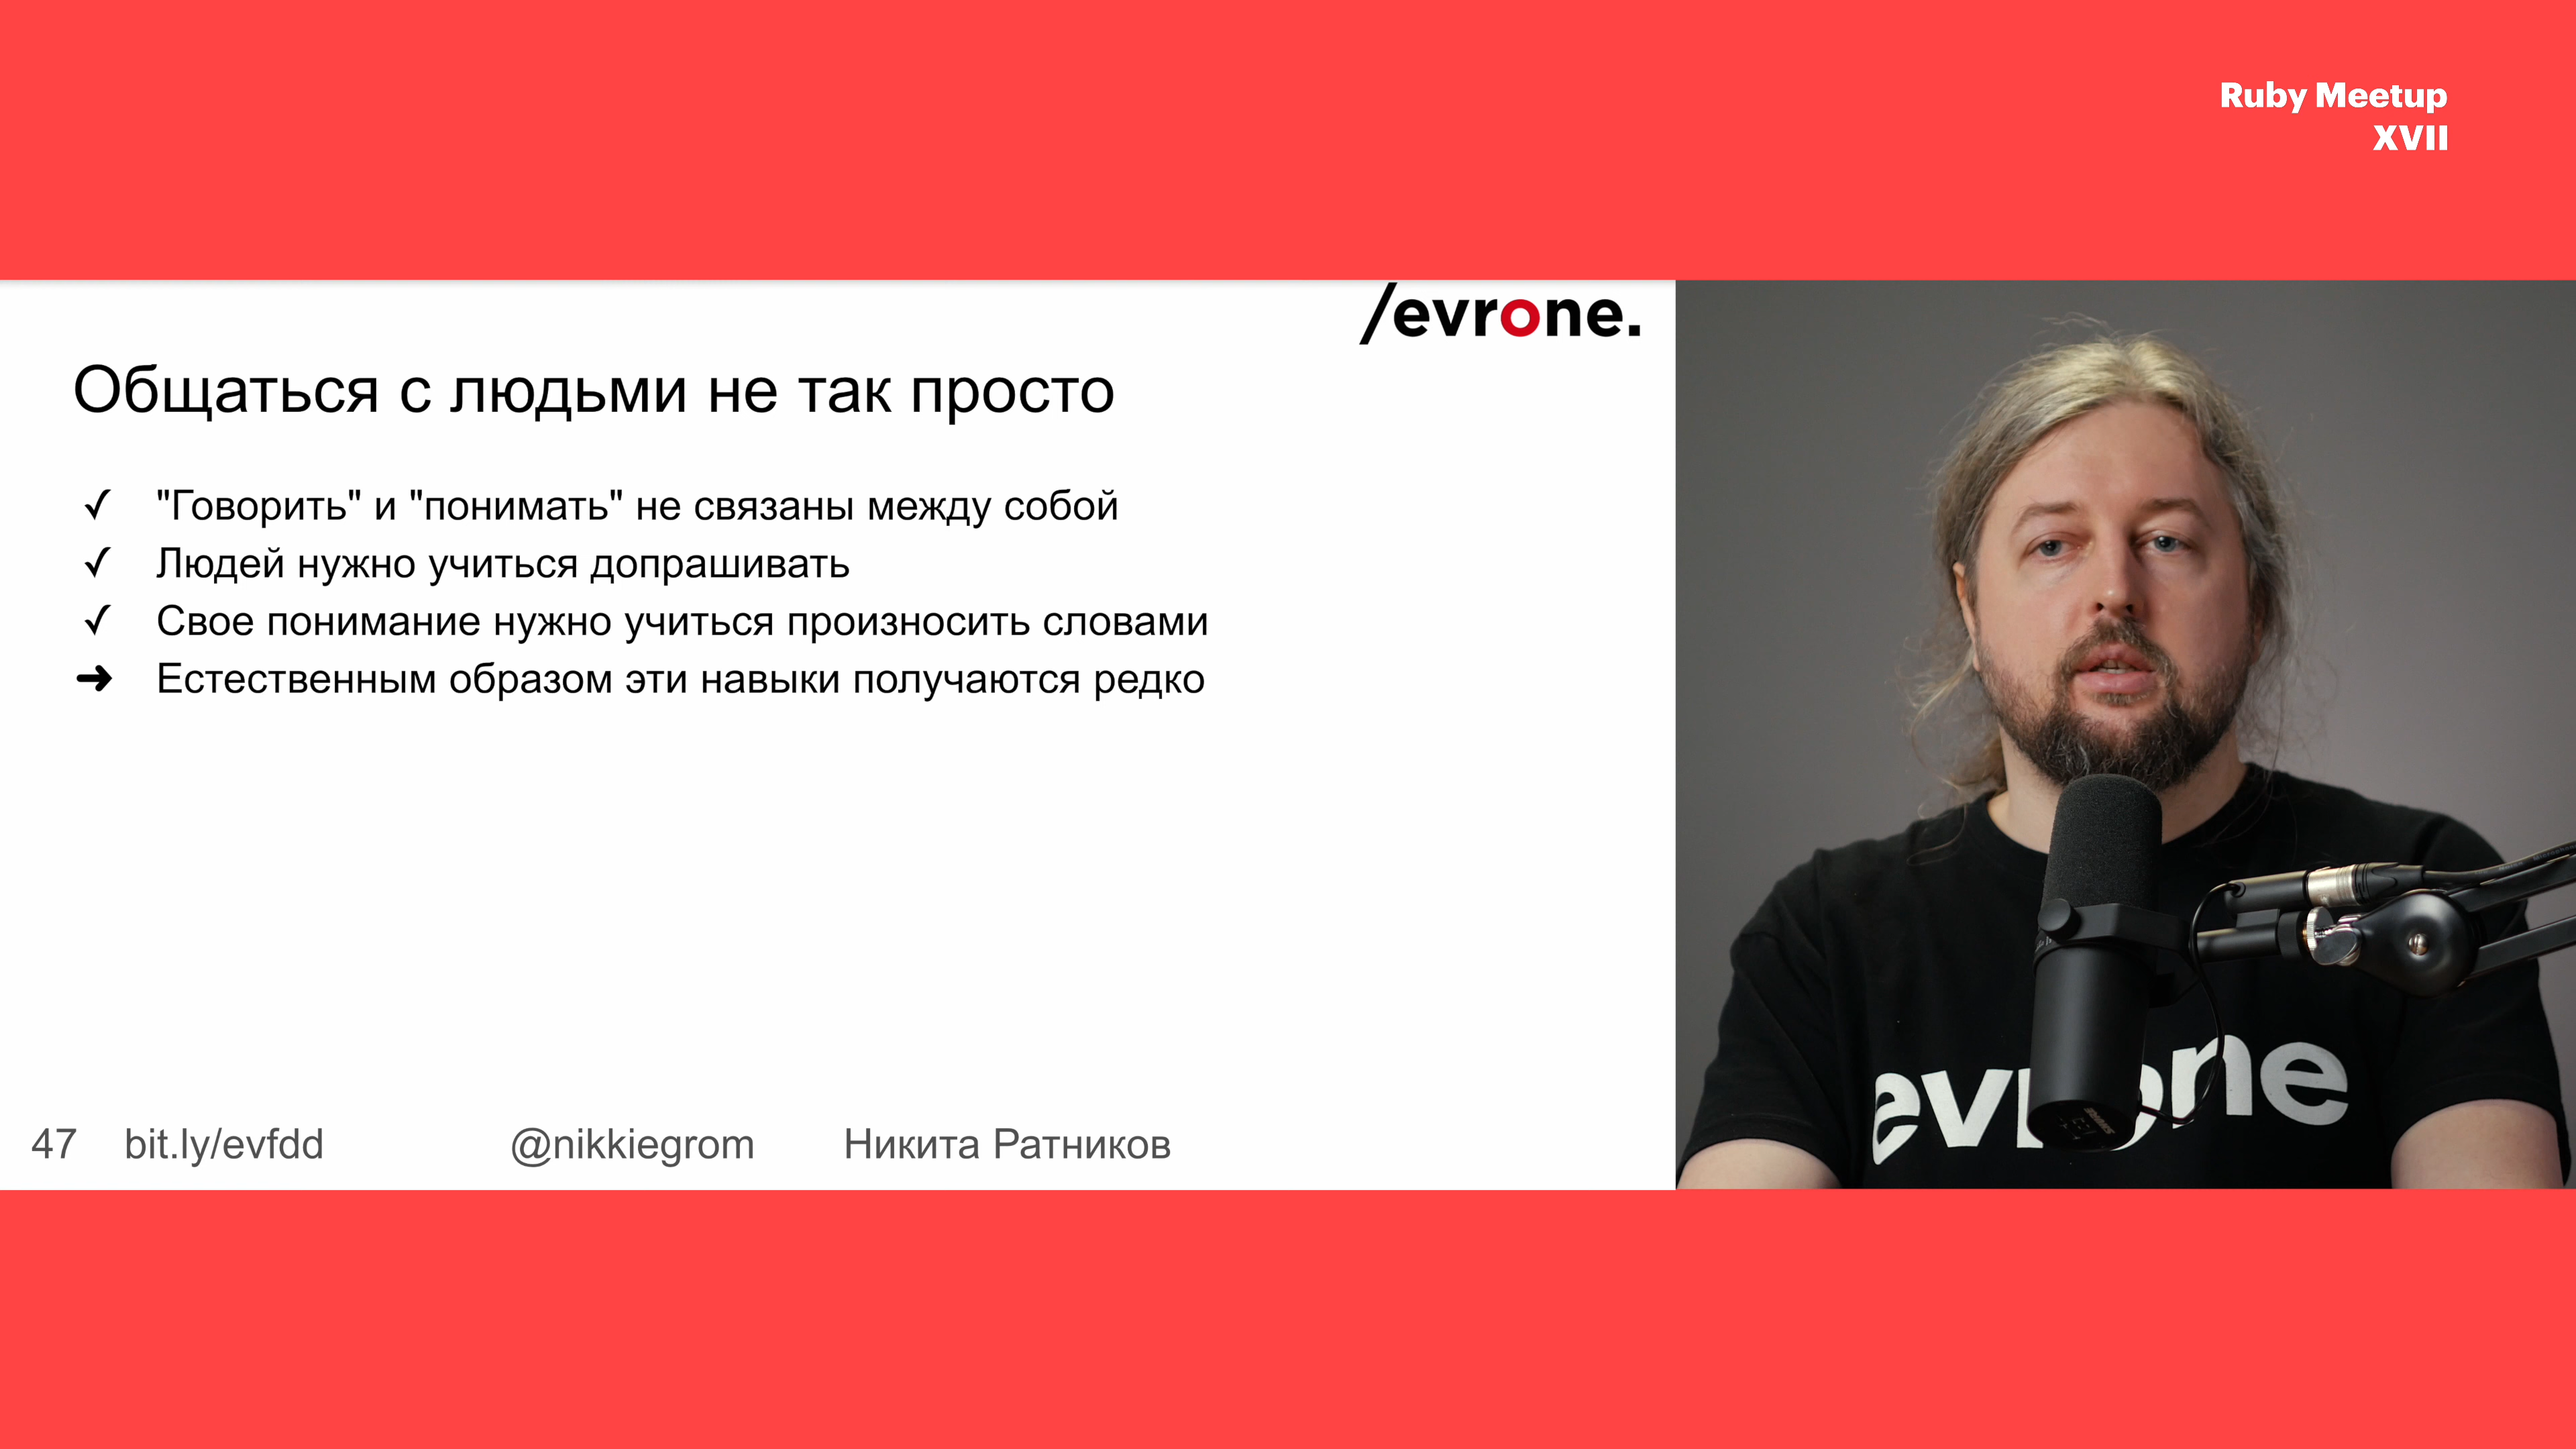 Ruby Meetup
XVII
/evrone.
Общаться с людьми не так просто
✓ "Говорить" и "понимать" не связаны между собой
✓ Людей нужно учиться допрашивать
✓ Свое понимание нужно учиться произносить словами
➜ Естественным образом эти навыки получаются редко
47 bit.ly/evfdd @nikkiegrom Никита Ратников
evrone